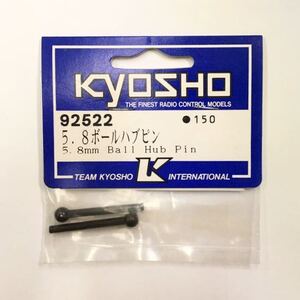 KYOSHO
THE FINEST RADIO CONTROL MODELS
92522 ●150
5.8ボールハブピン
5.8mm Ball Hub Pin
K
TEAM KYOSHO INTERNATIONAL